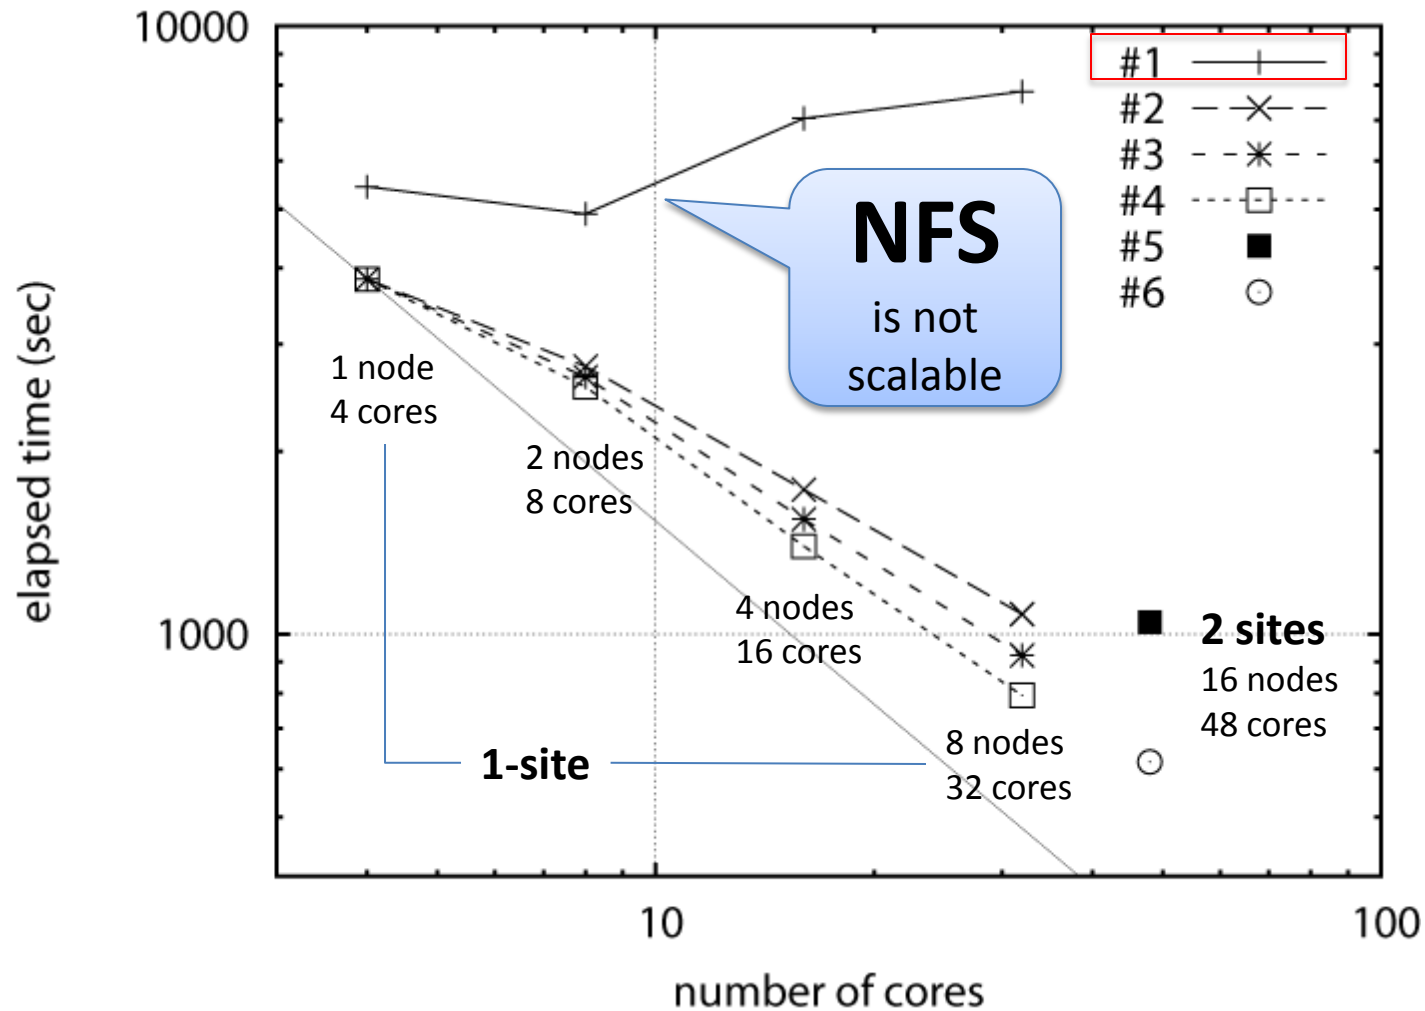 10000
#1
#2
#3
#4
#5
#6
NFS
is not
scalable
elapsed time (sec)
1 node
4 cores
2 nodes
8 cores
4 nodes
16 cores
1000
2 sites
16 nodes
48 cores
8 nodes
32 cores
1-site
10
100
number of cores